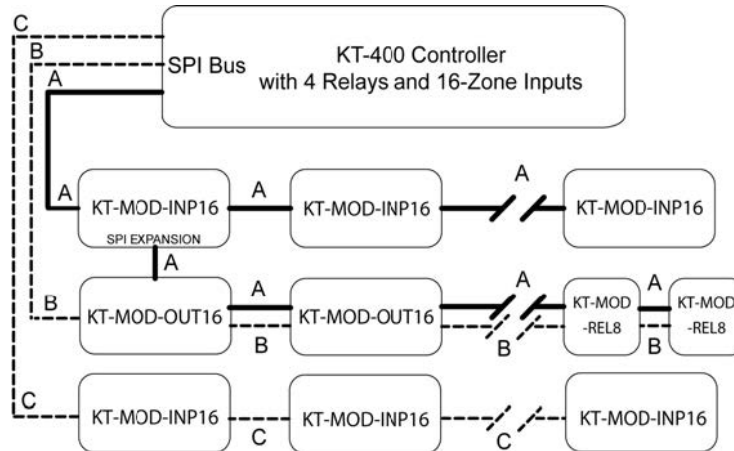 C
B
A
SPI Bus
KT-400 Controller
with 4 Relays and 16-Zone Inputs
A
KT-MOD-INP16
A
KT-MOD-INP16
A
KT-MOD-INP16
SPI EXPANSION
A
B
KT-MOD-OUT16
A
B
KT-MOD-OUT16
A
B
KT-MOD
-REL8
A
B
KT-MOD
-REL8
C
KT-MOD-INP16
C
KT-MOD-INP16
C
KT-MOD-INP16